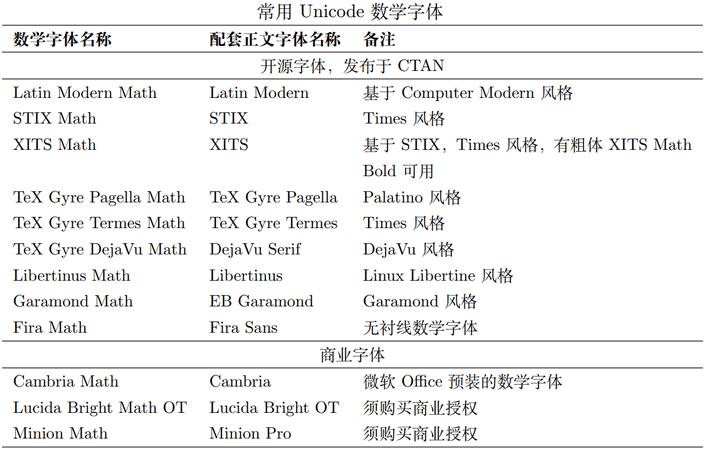 常用 Unicode 数学字体
数学字体名称 配套正文字体名称 备注
开源字体，发布于 CTAN
Latin Modern Math Latin Modern 基于 Computer Modern 风格
STIX Math STIX Times 风格
XITS Math XITS 基于 STIX，Times 风格，有粗体 XITS Math
Bold 可用
TeX Gyre Pagella Math TeX Gyre Pagella Palatino 风格
TeX Gyre Termes Math TeX Gyre Termes Times 风格
TeX Gyre DejaVu Math DejaVu Serif DejaVu 风格
Libertinus Math Libertinus Linux Libertine 风格
Garamond Math EB Garamond Garamond 风格
Fira Math Fira Sans 无衬线数学字体
商业字体
Cambria Math Cambria 微软 Office 预装的数学字体
Lucida Bright Math OT Lucida Bright OT 须购买商业授权
Minion Math Minion Pro 须购买商业授权